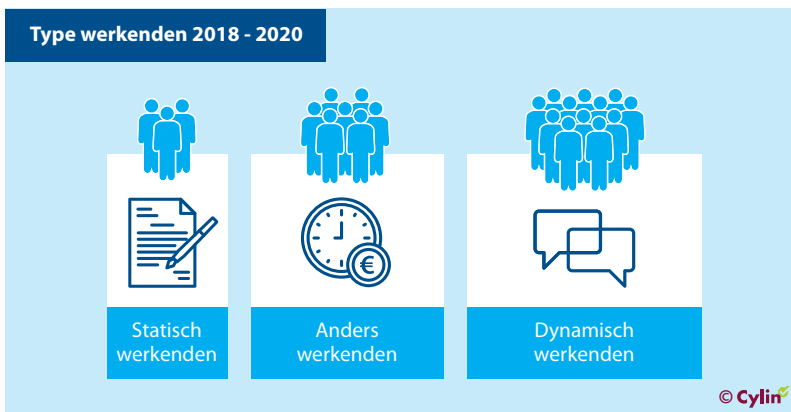 Type werkenden 2018 - 2020
€
Statisch
werkenden
Anders
werkenden
Dynamisch
werkenden
© Cylin